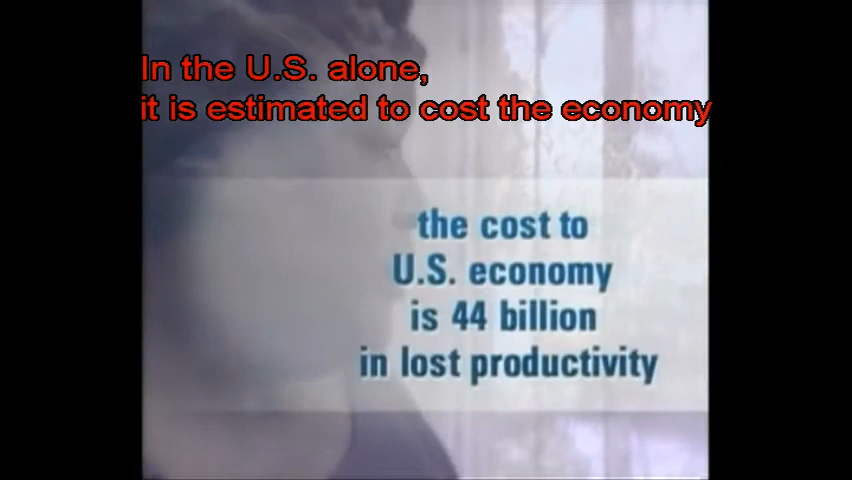 In the U.S. alone,
it is estimated to cost the economy
the cost to
U.S. economy
is 44 billion
in lost productivity